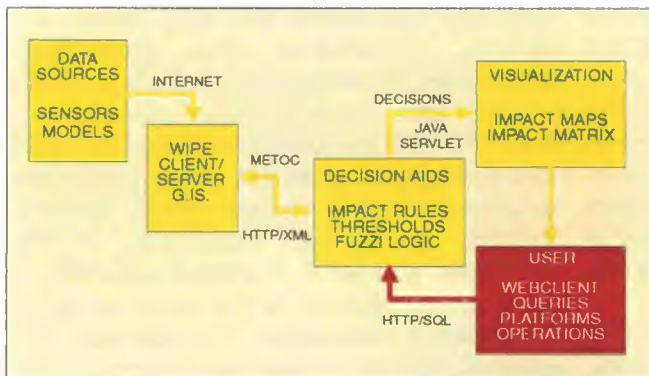 DATA
SOURCES
SENSORS
MODELS
INTERNET
WIPE
CLIENT/
SERVER
G.IS.
METOC
HTTP/XML
DECISION AIDS
IMPACT RULES
THRESHOLDS
FUZZI LOGIC
DECISIONS
JAVA
SERVLET
VISUALIZATION
IMPACT MAPS
IMPACT MATRIX
USER
WEBCLIENT
QUERIES
PLATFORMS
OPERATIONS
HTTP/SQL